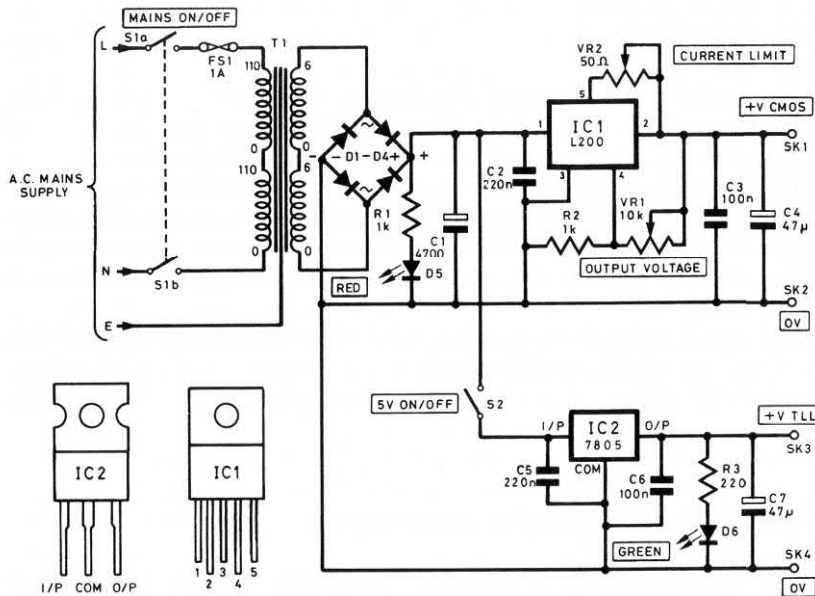 MAINS ON/OFF
S1a
L
FS1
1A
T1
110
0
110
0
6
0
6
0
A.C. MAINS
SUPPLY
N
S1b
E
~
- D1-D4+
~
-
+
R1
1k
RED
D5
C1
4700
C2
220n
VR2
50Ω
CURRENT LIMIT
5
1
IC1
L200
2
3
4
R2
1k
VR1
10k
OUTPUT VOLTAGE
C3
100n
C4
47µ
+V CMOS
SK1
SK2
0V
5V ON/OFF
S2
I/P
IC2
7805
O/P
COM
C5
220n
C6
100n
R3
220
GREEN
D6
C7
47µ
+V TLL
SK3
SK4
0V
IC2
I/P COM O/P
IC1
1 2 3 4 5